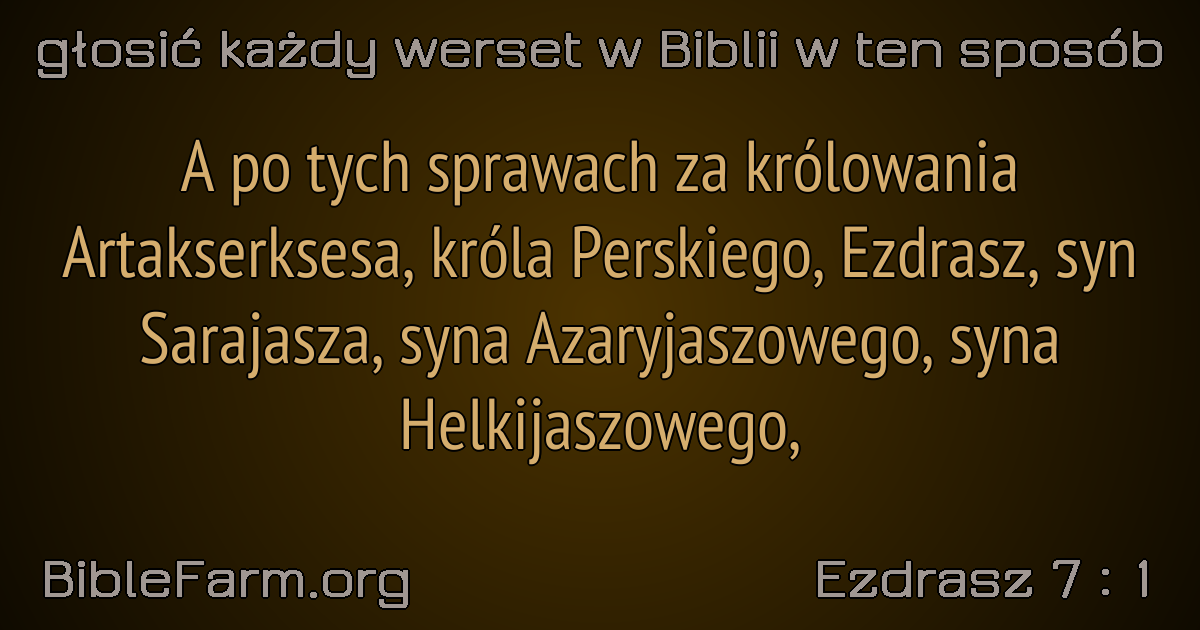 głosić każdy werset w Biblii w ten sposób
A po tych sprawach za królowania
Artakserksesa, króla Perskiego, Ezdrasz, syn
Sarajasza, syna Azaryjaszowego, syna
Helkijaszowego,
BibleFarm.org
Ezdrasz 7 : 1